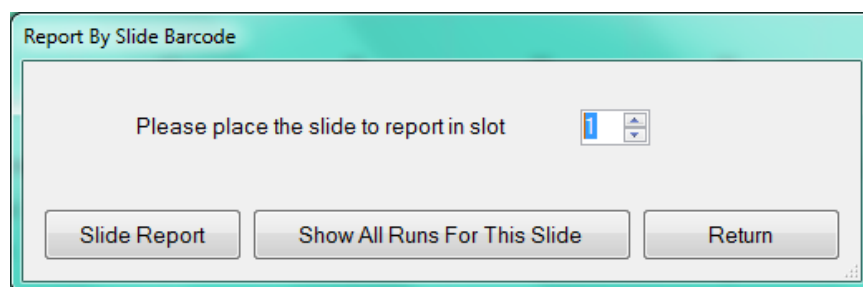 Report By Slide Barcode
Please place the slide to report in slot 1
Slide Report Show All Runs For This Slide Return